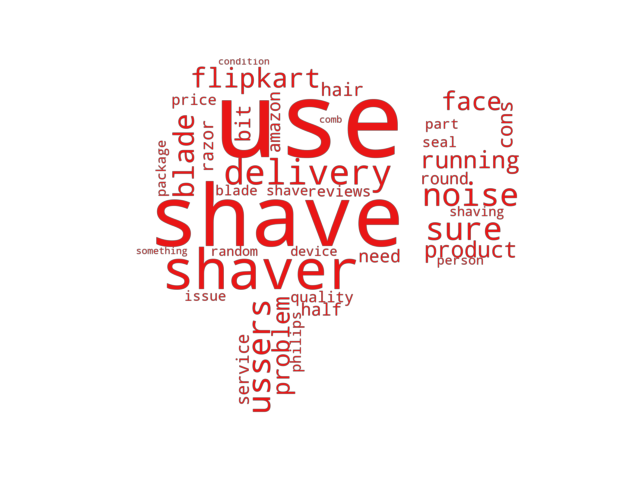 condition
flipkart
hair
price
use
bit
amazon
comb
razor
blade
package
delivery
blade shave
reviews
shave
something
random
device
need
shaver
issue
quality
half
ussers
problem
philips
service
face
cons
part
seal
running
round
noise
shaving
sure
product
person